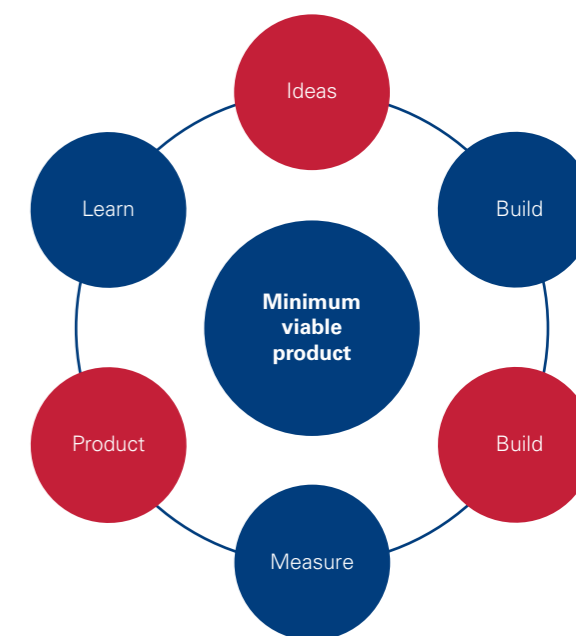 Ideas
Learn
Build
Minimum
viable
product
Product
Build
Measure